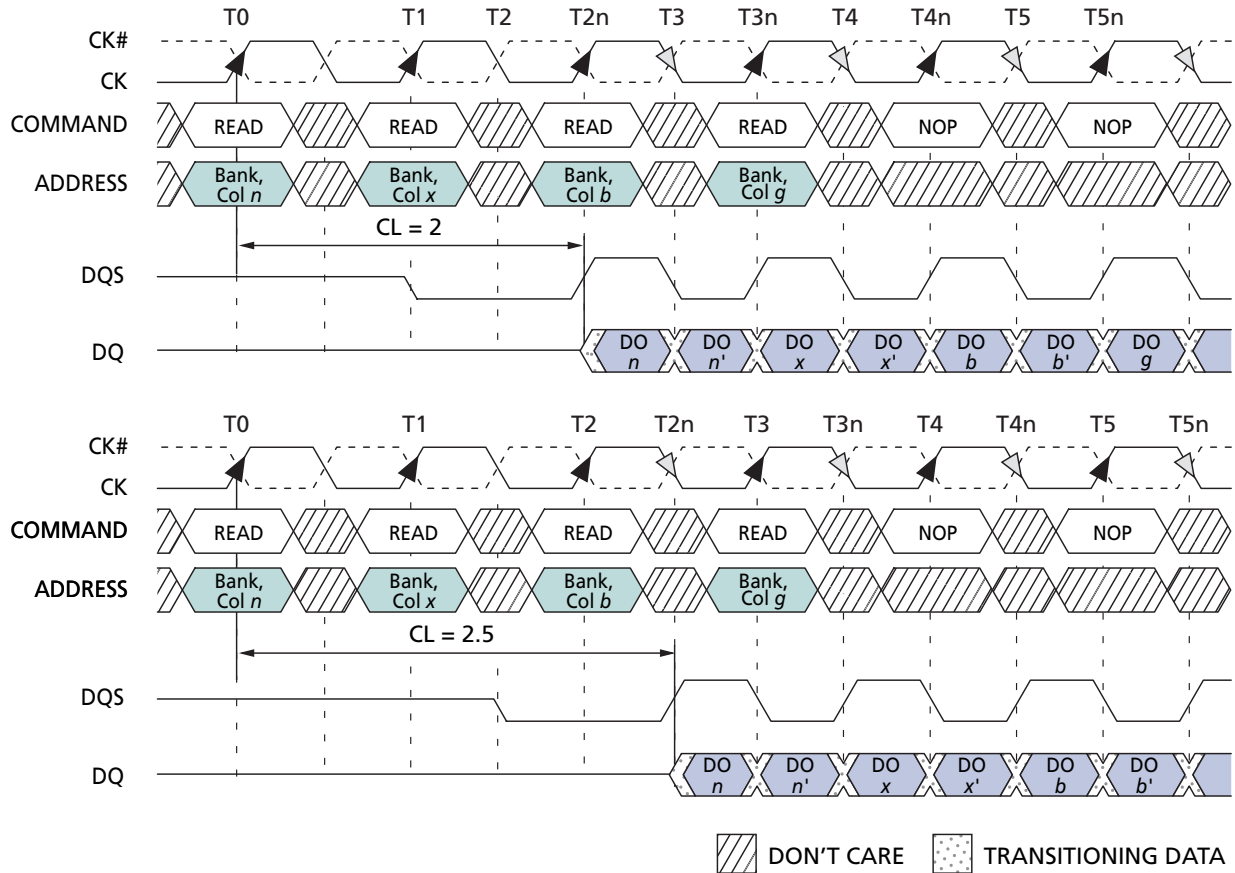 T0 T1 T2 T2n T3 T3n T4 T4n T5 T5n
CK#
CK
COMMAND READ READ READ READ NOP NOP
ADDRESS Bank, Col n Bank, Col x Bank, Col b Bank, Col g
CL = 2
DQS
DQ DO n DO n' DO x DO x' DO b DO b' DO g
T0 T1 T2 T2n T3 T3n T4 T4n T5 T5n
CK#
CK
COMMAND READ READ READ READ NOP NOP
ADDRESS Bank, Col n Bank, Col x Bank, Col b Bank, Col g
CL = 2.5
DQS
DQ DO n DO n' DO x DO x' DO b DO b'
DON'T CARE TRANSITIONING DATA